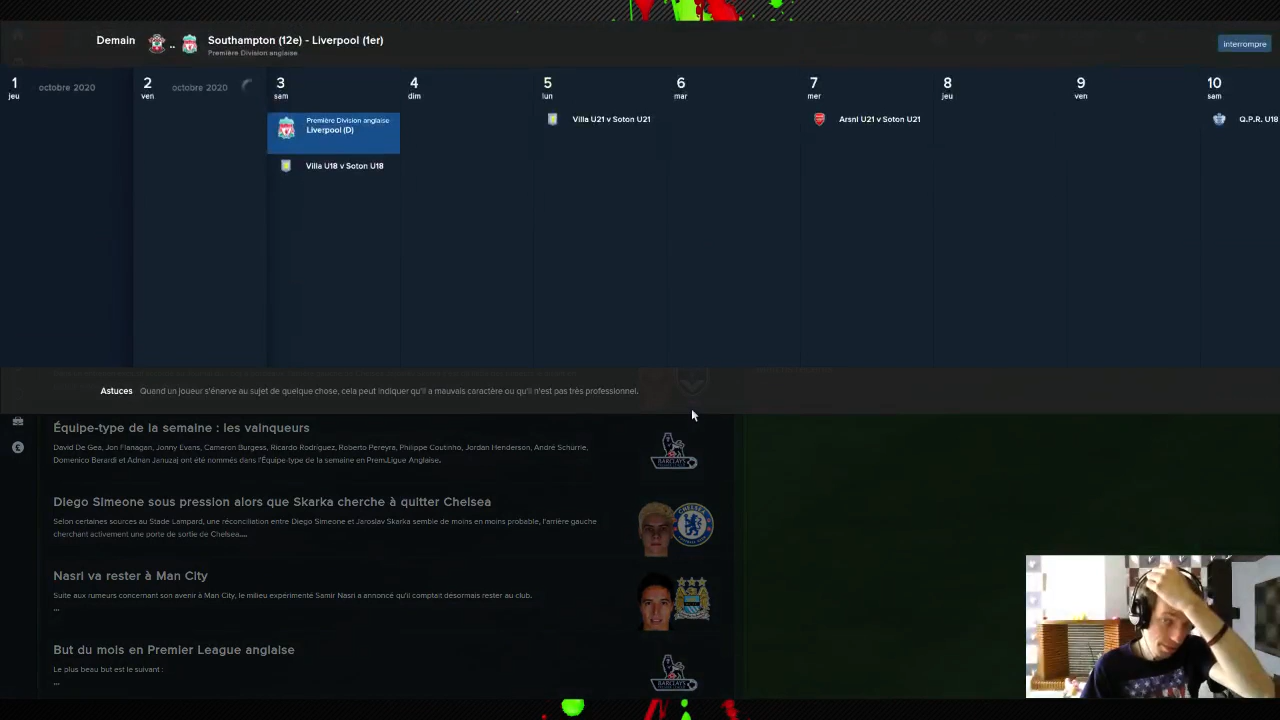 Demain
Southampton (12e) - Liverpool (1er)
Première Division anglaise
interrompre
1 jeu octobre 2020
2 ven octobre 2020
3 sam
4 dim
5 lun
6 mar
7 mer
8 jeu
9 ven
10 sam
Première Division anglaise
Liverpool (D)
Villa U21 v Soton U21
Arsnl U21 v Soton U21
Q.P.R. U18
Villa U18 v Soton U18
Astuces Quand un joueur s'énerve au sujet de quelque chose, cela peut indiquer qu'il a mauvais caractère ou qu'il n'est pas très professionnel.
Équipe-type de la semaine : les vainqueurs
David De Gea, Jon Flanagan, Jonny Evans, Cameron Burgess, Ricardo Rodríguez, Roberto Pereyra, Philippe Coutinho, Jordan Henderson, André Schürrle,
Domenico Berardi et Adnan Januzaj ont été nommés dans l'Équipe-type de la semaine en Prem.Ligue Anglaise.
BARCLAYS
Diego Simeone sous pression alors que Skarka cherche à quitter Chelsea
Selon certaines sources au Stade Lampard, une réconciliation entre Diego Simeone et Jaroslav Skarka semble de moins en moins probable, l'arrière gauche
cherchant activement une porte de sortie de Chelsea....
Nasri va rester à Man City
Suite aux rumeurs concernant son avenir à Man City, le milieu expérimenté Samir Nasri a annoncé qu'il comptait désormais rester au club.
...
But du mois en Premier League anglaise
Le plus beau but est le suivant :
...
BARCLAYS